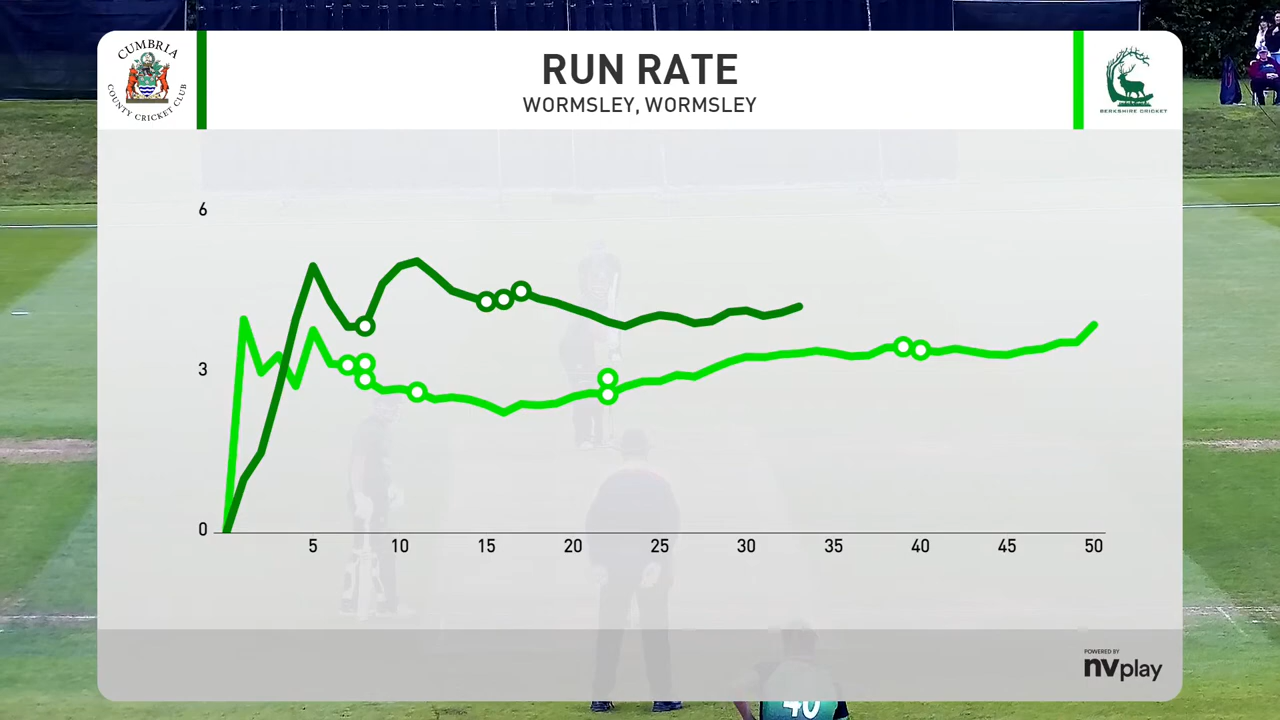 CUMBRIA
COUNTY CRICKET CLUB
RUN RATE
WORMSLEY, WORMSLEY
BERKSHIRE CRICKET
6
3
0
5 10 15 20 25 30 35 40 45 50
POWERED BY
nvplay
40